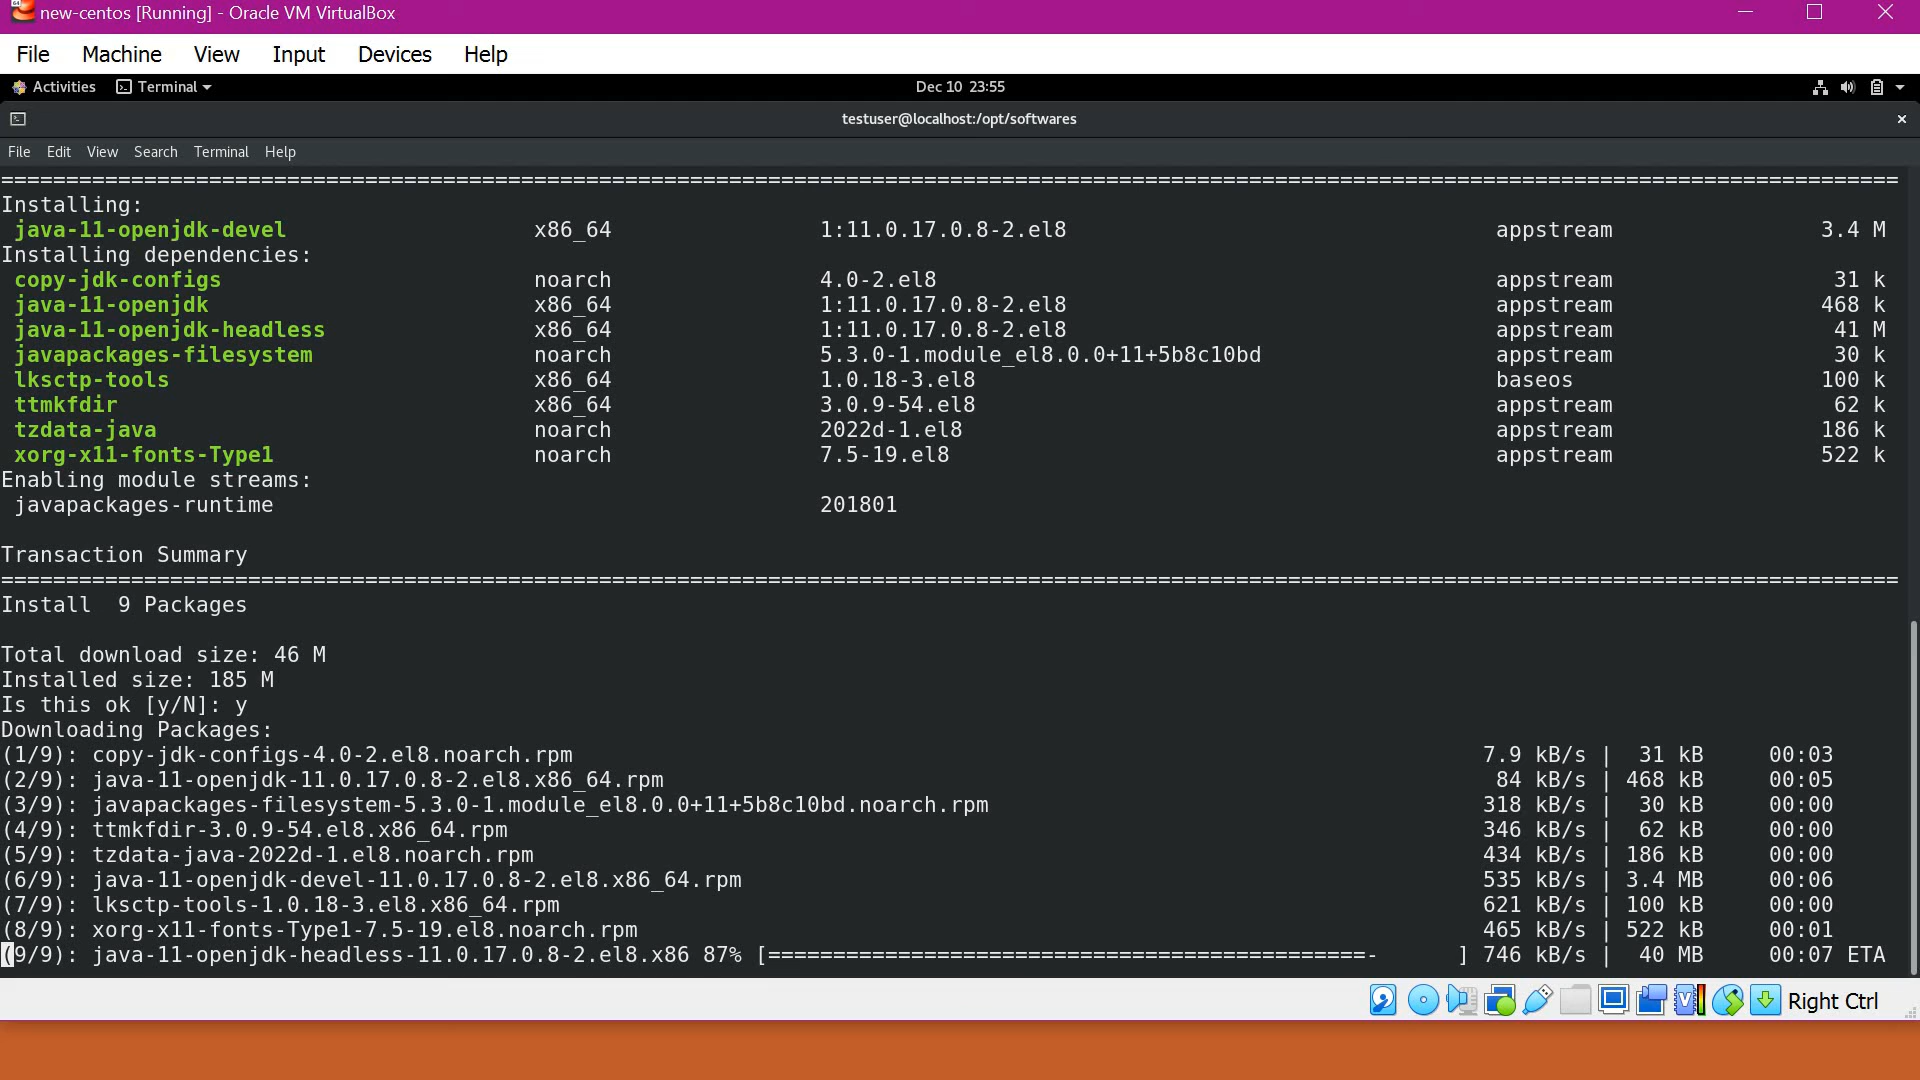 new-centos [Running] - Oracle VM VirtualBox
File Machine View Input Devices Help
Activities Terminal Dec 10 23:55
testuser@localhost:/opt/softwares
File Edit View Search Terminal Help
Installing:
java-11-openjdk-devel x86_64 1:11.0.17.0.8-2.el8 appstream 3.4 M
Installing dependencies:
copy-jdk-configs noarch 4.0-2.el8 appstream 31 k
java-11-openjdk x86_64 1:11.0.17.0.8-2.el8 appstream 468 k
java-11-openjdk-headless x86_64 1:11.0.17.0.8-2.el8 appstream 41 M
javapackages-filesystem noarch 5.3.0-1.module_el8.0.0+11+5b8c10bd appstream 30 k
lksctp-tools x86_64 1.0.18-3.el8 baseos 100 k
ttmkfdir x86_64 3.0.9-54.el8 appstream 62 k
tzdata-java noarch 2022d-1.el8 appstream 186 k
xorg-x11-fonts-Type1 noarch 7.5-19.el8 appstream 522 k
Enabling module streams:
javapackages-runtime 201801
Transaction Summary
Install 9 Packages
Total download size: 46 M
Installed size: 185 M
Is this ok [y/N]: y
Downloading Packages:
(1/9): copy-jdk-configs-4.0-2.el8.noarch.rpm 7.9 kB/s | 31 kB 00:03
(2/9): java-11-openjdk-11.0.17.0.8-2.el8.x86_64.rpm 84 kB/s | 468 kB 00:05
(3/9): javapackages-filesystem-5.3.0-1.module_el8.0.0+11+5b8c10bd.noarch.rpm 318 kB/s | 30 kB 00:00
(4/9): ttmkfdir-3.0.9-54.el8.x86_64.rpm 346 kB/s | 62 kB 00:00
(5/9): tzdata-java-2022d-1.el8.noarch.rpm 434 kB/s | 186 kB 00:00
(6/9): java-11-openjdk-devel-11.0.17.0.8-2.el8.x86_64.rpm 535 kB/s | 3.4 MB 00:06
(7/9): lksctp-tools-1.0.18-3.el8.x86_64.rpm 621 kB/s | 100 kB 00:00
(8/9): xorg-x11-fonts-Type1-7.5-19.el8.noarch.rpm 465 kB/s | 522 kB 00:01
(9/9): java-11-openjdk-headless-11.0.17.0.8-2.el8.x86 87% [==============================================- ] 746 kB/s | 40 MB 00:07 ETA
Right Ctrl